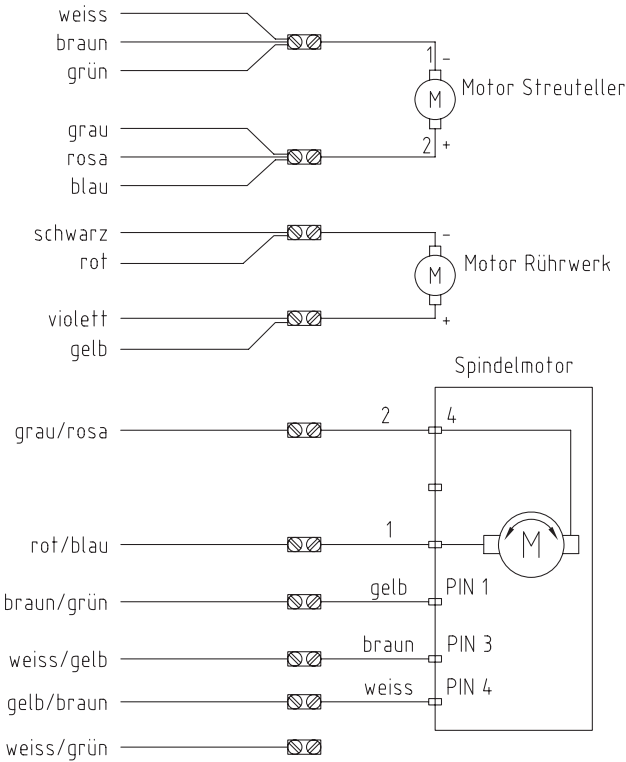 weiss
braun
1 -
grün
M
Motor Streuteller
grau
2 +
rosa
blau
schwarz
-
rot
M
Motor Rührwerk
violett
+
gelb
Spindelmotor
grau/rosa
2
4
rot/blau
1
M
braun/grün
gelb
PIN 1
weiss/gelb
braun
PIN 3
gelb/braun
weiss
PIN 4
weiss/grün